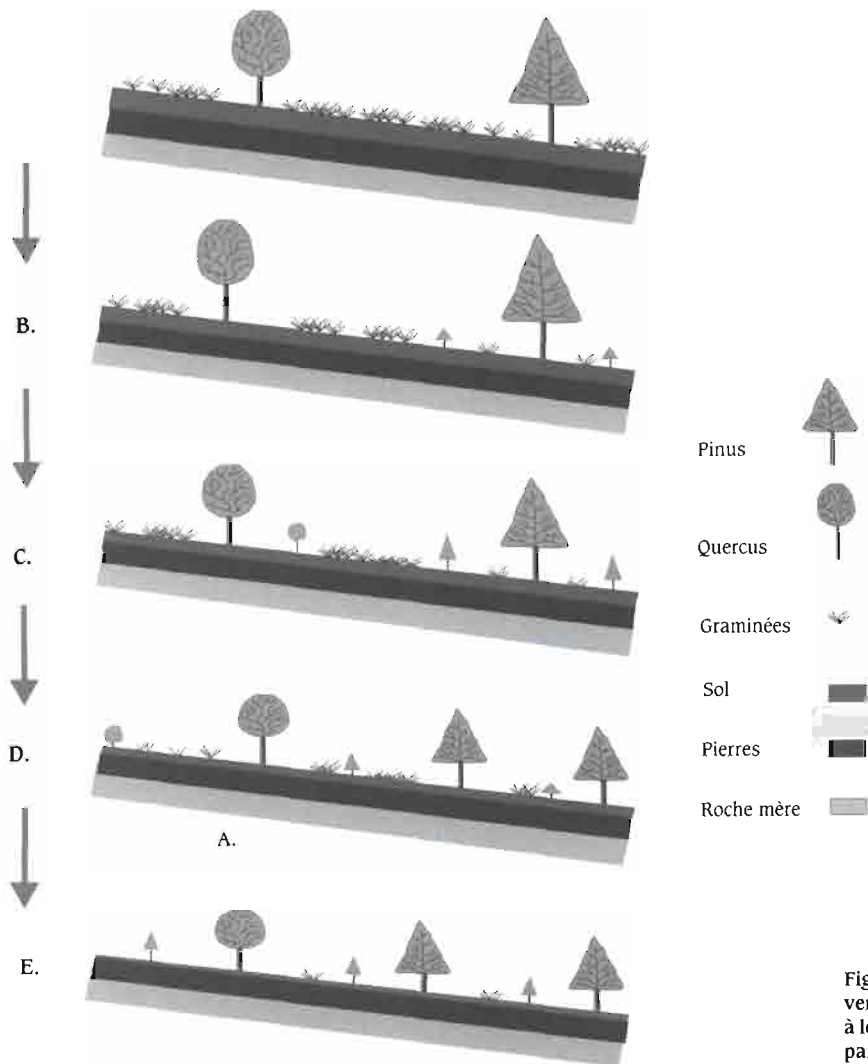 B.
C.
D.
A.
E.
Pinus
Quercus
Graminées
Sol
Pierres
Roche mère
Fig
ver
à l
pa